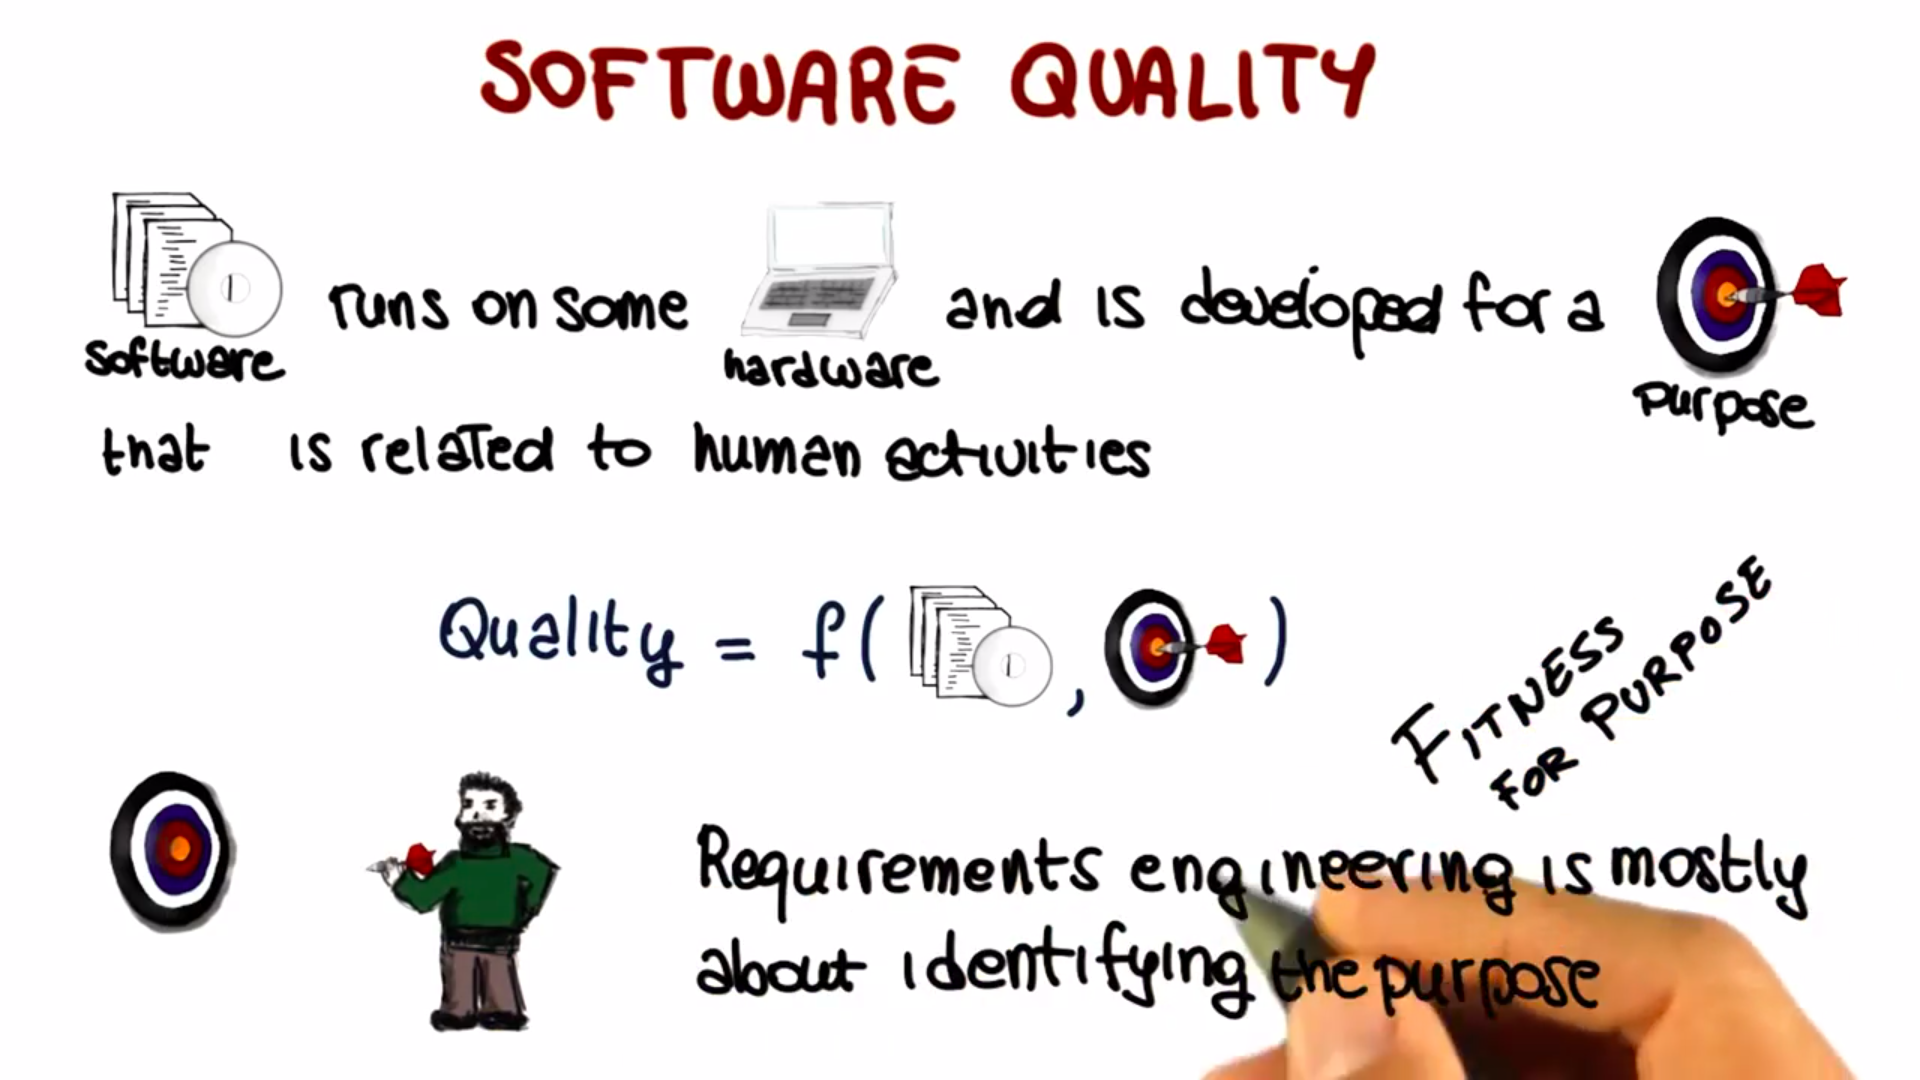 SOFTWARE QUALITY
runs on some and is developed for a
software hardware purpose
that is related to human activities
Quality = f( , )
FITNESS
FOR PURPOSE
Requirements engineering is mostly
about identifying the purpose